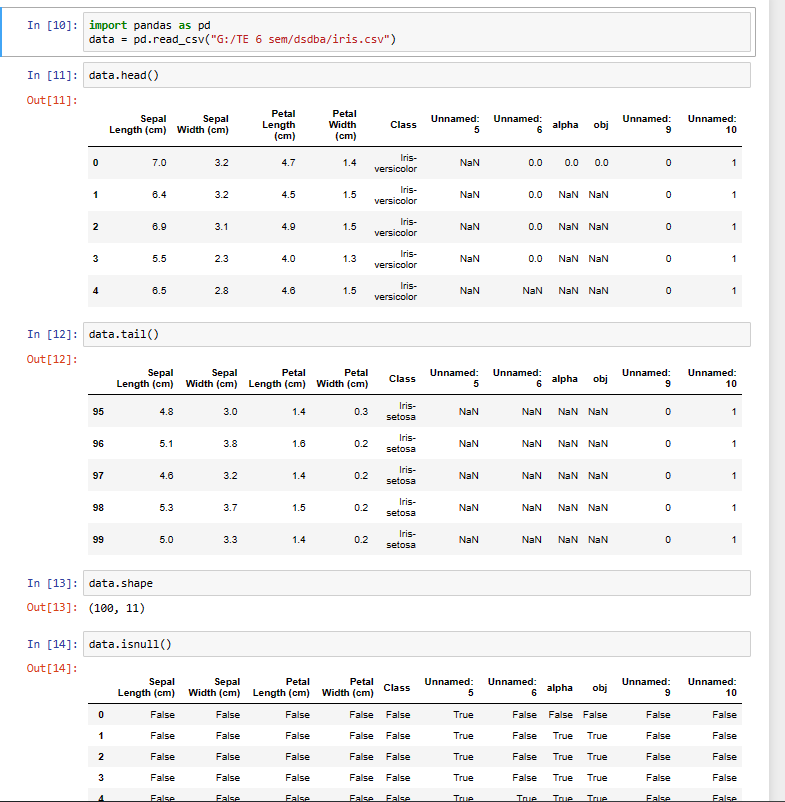 In [10]: import pandas as pd
data = pd.read_csv("G:/TE 6 sem/dsdba/iris.csv")
In [11]: data.head()
Out[11]:
Sepal Length (cm) Sepal Width (cm) Petal Length (cm) Petal Width (cm) Class Unnamed: 5 Unnamed: 6 alpha obj Unnamed: 9 Unnamed: 10
0 7.0 3.2 4.7 1.4 Iris-versicolor NaN 0.0 0.0 0.0 0 1
1 6.4 3.2 4.5 1.5 Iris-versicolor NaN 0.0 NaN NaN 0 1
2 6.9 3.1 4.9 1.5 Iris-versicolor NaN 0.0 NaN NaN 0 1
3 5.5 2.3 4.0 1.3 Iris-versicolor NaN 0.0 NaN NaN 0 1
4 6.5 2.8 4.6 1.5 Iris-versicolor NaN NaN NaN NaN 0 1
In [12]: data.tail()
Out[12]:
Sepal Length (cm) Sepal Width (cm) Petal Length (cm) Petal Width (cm) Class Unnamed: 5 Unnamed: 6 alpha obj Unnamed: 9 Unnamed: 10
95 4.8 3.0 1.4 0.3 Iris-setosa NaN NaN NaN NaN 0 1
96 5.1 3.8 1.6 0.2 Iris-setosa NaN NaN NaN NaN 0 1
97 4.6 3.2 1.4 0.2 Iris-setosa NaN NaN NaN NaN 0 1
98 5.3 3.7 1.5 0.2 Iris-setosa NaN NaN NaN NaN 0 1
99 5.0 3.3 1.4 0.2 Iris-setosa NaN NaN NaN NaN 0 1
In [13]: data.shape
Out[13]: (100, 11)
In [14]: data.isnull()
Out[14]:
Sepal Length (cm) Sepal Width (cm) Petal Length (cm) Petal Width (cm) Class Unnamed: 5 Unnamed: 6 alpha obj Unnamed: 9 Unnamed: 10
0 False False False False False True False False False False False
1 False False False False False True False True True False False
2 False False False False False True False True True False False
3 False False False False False True False True True False False
4 False False False False False True True True True False False